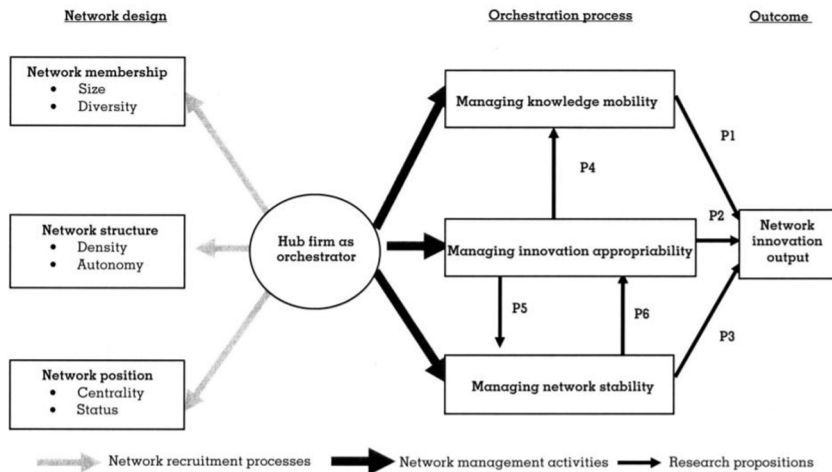 Network design
Orchestration process
Outcome
Network membership
• Size
• Diversity
Network structure
• Density
• Autonomy
Network position
• Centrality
• Status
Hub firm as
orchestrator
Managing knowledge mobility
P4
Managing innovation appropriability
P5
P6
Managing network stability
P1
P2
P3
Network
innovation
output
Network recruitment processes
Network management activities
Research propositions